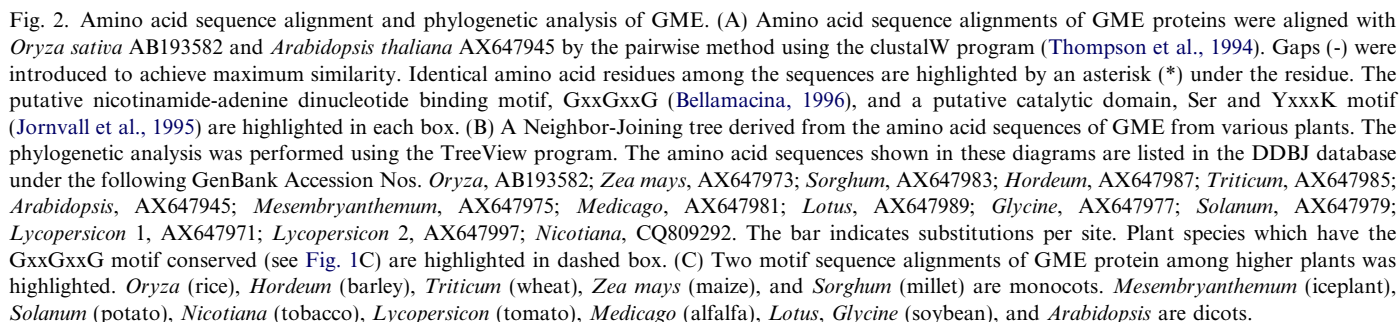 Fig. 2. Amino acid sequence alignment and phylogenetic analysis of GME. (A) Amino acid sequence alignments of GME proteins were aligned with
Oryza sativa AB193582 and Arabidopsis thaliana AX647945 by the pairwise method using the clustalW program (Thompson et al., 1994). Gaps (-) were
introduced to achieve maximum similarity. Identical amino acid residues among the sequences are highlighted by an asterisk (*) under the residue. The
putative nicotinamide-adenine dinucleotide binding motif, GxxGxxG (Bellamacina, 1996), and a putative catalytic domain, Ser and YxxxK motif
(Jornvall et al., 1995) are highlighted in each box. (B) A Neighbor-Joining tree derived from the amino acid sequences of GME from various plants. The
phylogenetic analysis was performed using the TreeView program. The amino acid sequences shown in these diagrams are listed in the DDBJ database
under the following GenBank Accession Nos. Oryza, AB193582; Zea mays, AX647973; Sorghum, AX647983; Hordeum, AX647987; Triticum, AX647985;
Arabidopsis, AX647945; Mesembryanthemum, AX647975; Medicago, AX647981; Lotus, AX647989; Glycine, AX647977; Solanum, AX647979;
Lycopersicon 1, AX647971; Lycopersicon 2, AX647997; Nicotiana, CQ809292. The bar indicates substitutions per site. Plant species which have the
GxxGxxG motif conserved (see Fig. 1C) are highlighted in dashed box. (C) Two motif sequence alignments of GME protein among higher plants was
highlighted. Oryza (rice), Hordeum (barley), Triticum (wheat), Zea mays (maize), and Sorghum (millet) are monocots. Mesembryanthemum (iceplant),
Solanum (potato), Nicotiana (tobacco), Lycopersicon (tomato), Medicago (alfalfa), Lotus, Glycine (soybean), and Arabidopsis are dicots.